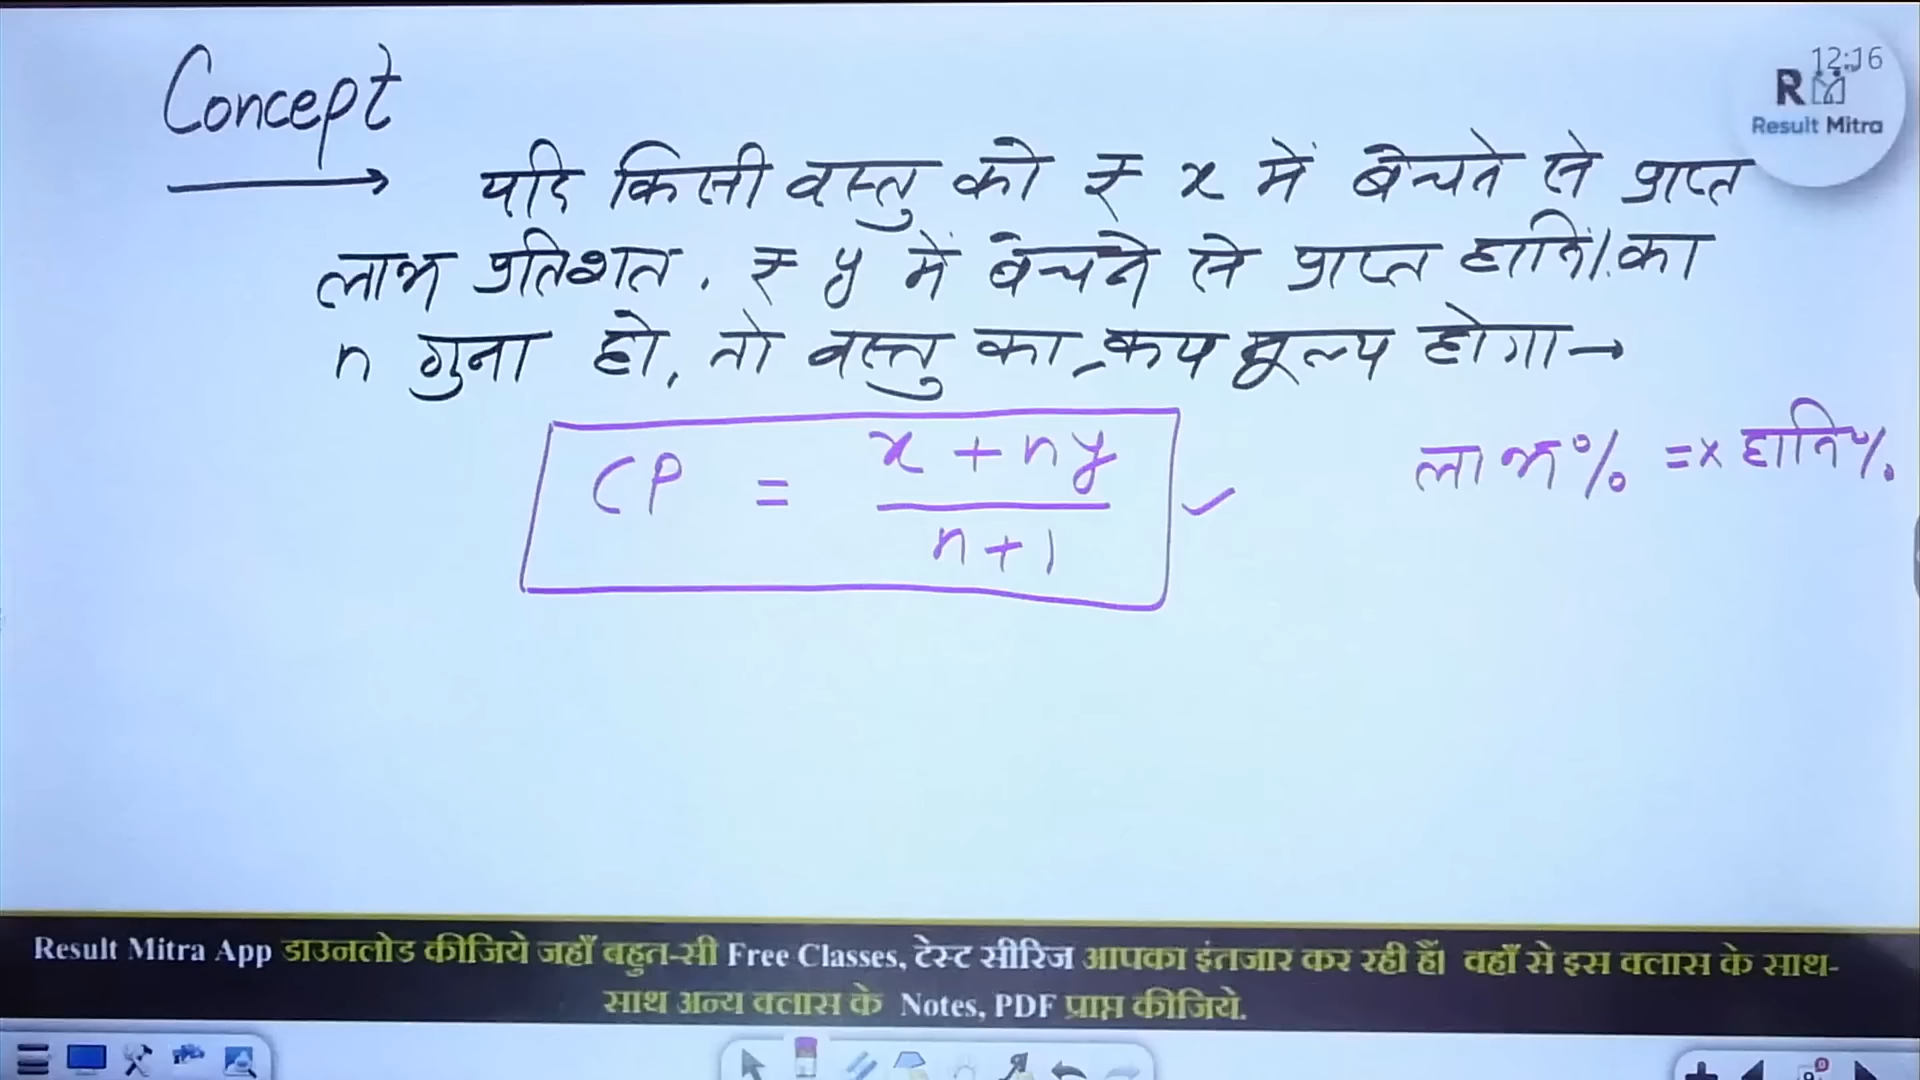 Concept
12:16
RM
Result Mitra
यदि किसी वस्तु को ₹ x में बेचने से प्राप्त
लाभ प्रतिशत, ₹ y में बेचने से प्राप्त हानि% का
n गुना हो, तो वस्तु का क्रय मूल्य होगा→
CP = x + ny / n + 1
लाभ% = x हानि%
Result Mitra App डाउनलोड कीजिये जहाँ बहुत-सी Free Classes, टेस्ट सीरिज आपका इंतजार कर रही हैं। वहाँ से इस क्लास के साथ-
साथ अन्य क्लास के Notes, PDF प्राप्त कीजिये.